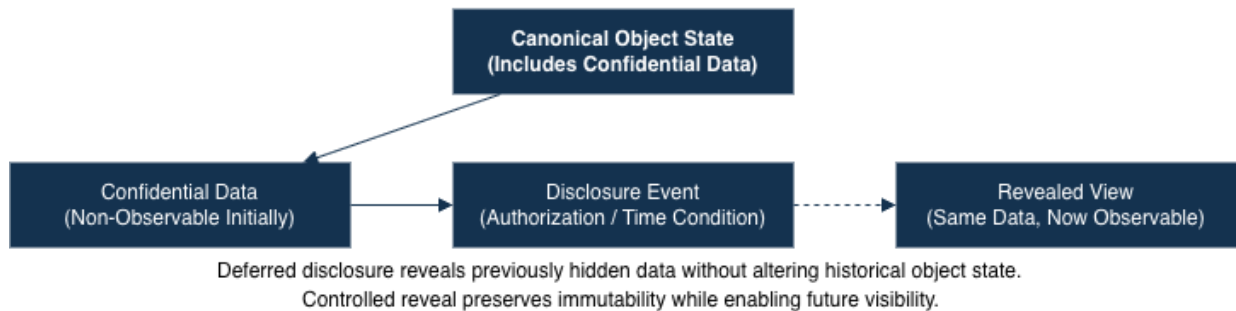 Canonical Object State
(Includes Confidential Data)
Confidential Data
(Non-Observable Initially)
Disclosure Event
(Authorization / Time Condition)
Revealed View
(Same Data, Now Observable)
Deferred disclosure reveals previously hidden data without altering historical object state.
Controlled reveal preserves immutability while enabling future visibility.